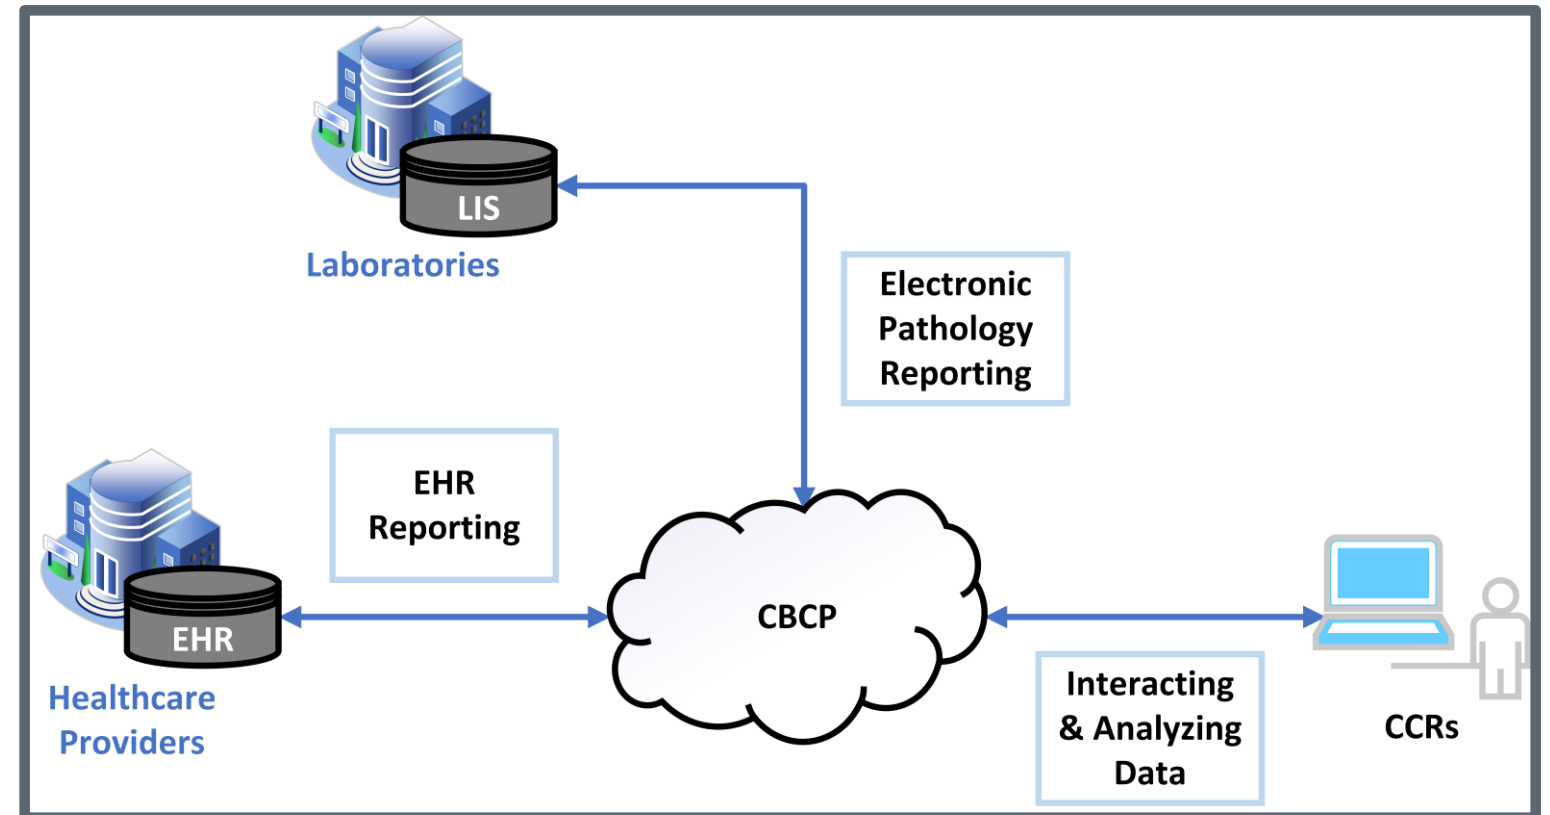 LIS
Laboratories
Electronic
Pathology
Reporting
EHR
Reporting
EHR
Healthcare
Providers
CBCP
Interacting
& Analyzing
Data
CCRs